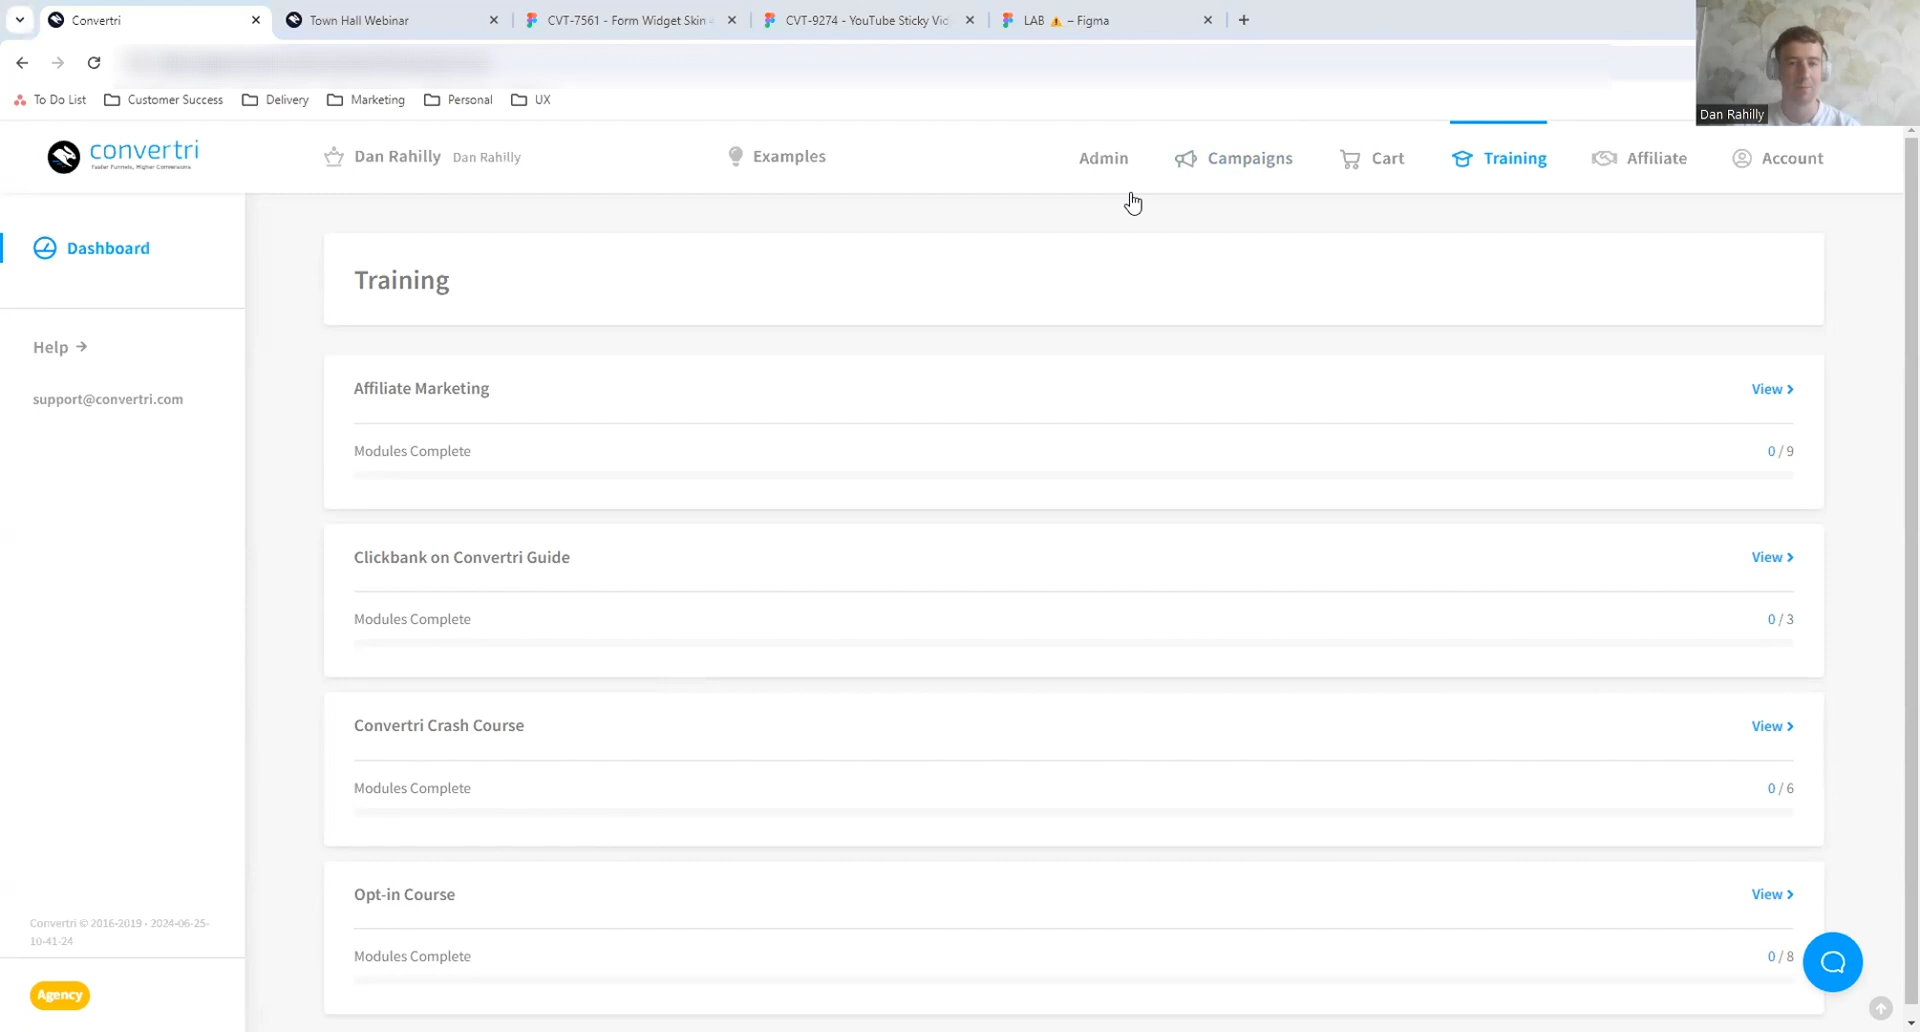 Convertri
Town Hall Webinar
CVT-7561 - Form Widget Skin
CVT-9274 - YouTube Sticky Vid
LAB ⚠ – Figma
To Do List
Customer Success
Delivery
Marketing
Personal
UX
Dan Rahilly
convertri
Faster Funnels, Higher Conversions
Dan Rahilly Dan Rahilly
Examples
Admin
Campaigns
Cart
Training
Affiliate
Account
Dashboard
Help →
support@convertri.com
Training
Affiliate Marketing
View >
Modules Complete
0 / 9
Clickbank on Convertri Guide
View >
Modules Complete
0 / 3
Convertri Crash Course
View >
Modules Complete
0 / 6
Opt-in Course
View >
Modules Complete
0 / 8
Convertri © 2016-2019 - 2024-06-25-
10-41-24
Agency